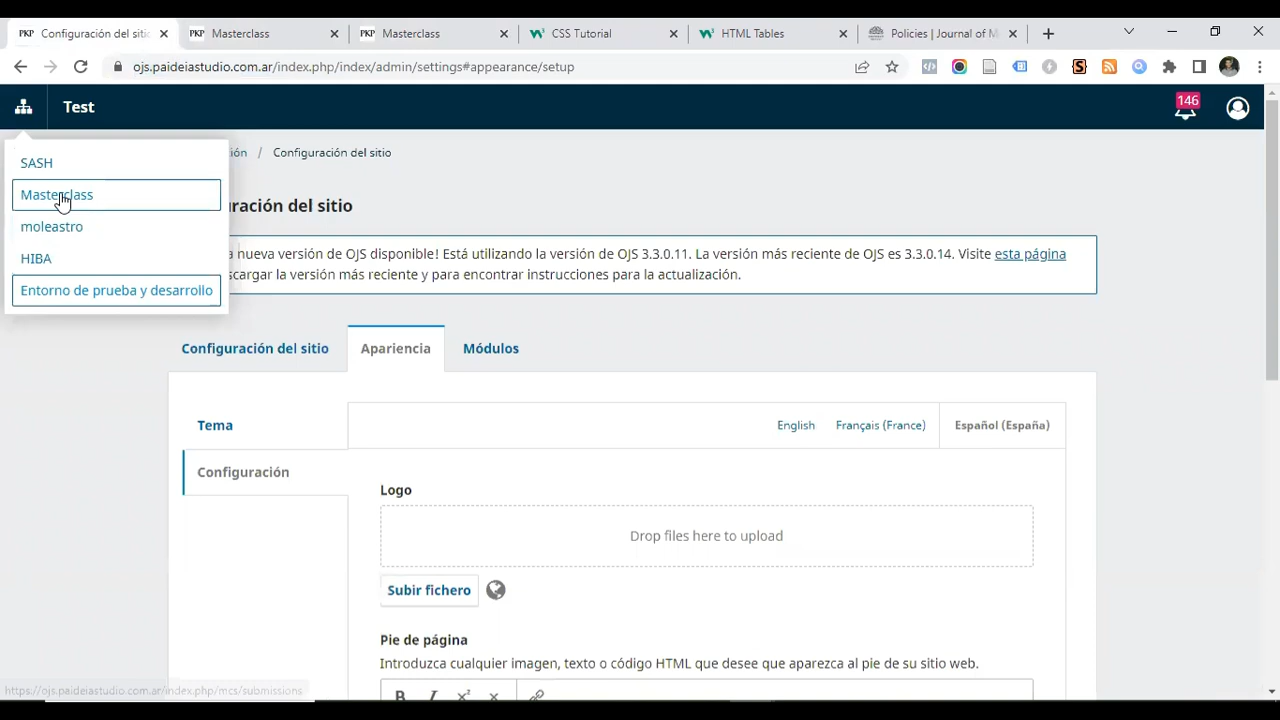 PKP Configuración del sitio
PKP Masterclass
PKP Masterclass
CSS Tutorial
HTML Tables
Policies | Journal of M
ojs.paideiastudio.com.ar/index.php/index/admin/settings#appearance/setup
Test
146
SASH
Masterclass
moleastro
HIBA
Entorno de prueba y desarrollo
ión / Configuración del sitio
uración del sitio
a nueva versión de OJS disponible! Está utilizando la versión de OJS 3.3.0.11. La versión más reciente de OJS es 3.3.0.14. Visite esta página
scargar la versión más reciente y para encontrar instrucciones para la actualización.
Configuración del sitio
Apariencia
Módulos
Tema
English
Français (France)
Español (España)
Configuración
Logo
Drop files here to upload
Subir fichero
Pie de página
Introduzca cualquier imagen, texto o código HTML que desee que aparezca al pie de su sitio web.
https://ojs.paideiastudio.com.ar/index.php/mcs/submissions